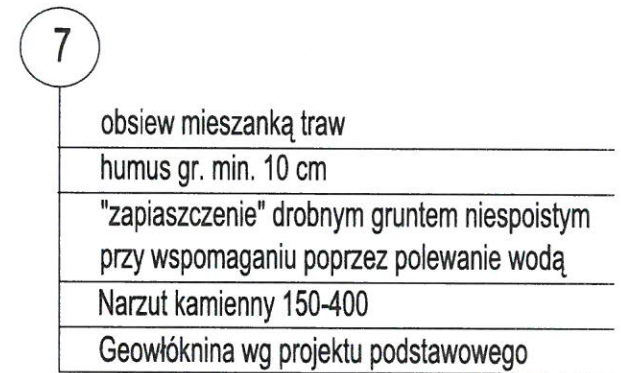 7
obsiew mieszanką traw
humus gr. min. 10 cm
"zapiaszczenie" drobnym gruntem niespoistym
przy wspomaganiu poprzez polewanie wodą
Narzut kamienny 150-400
Geowłóknina wg projektu podstawowego